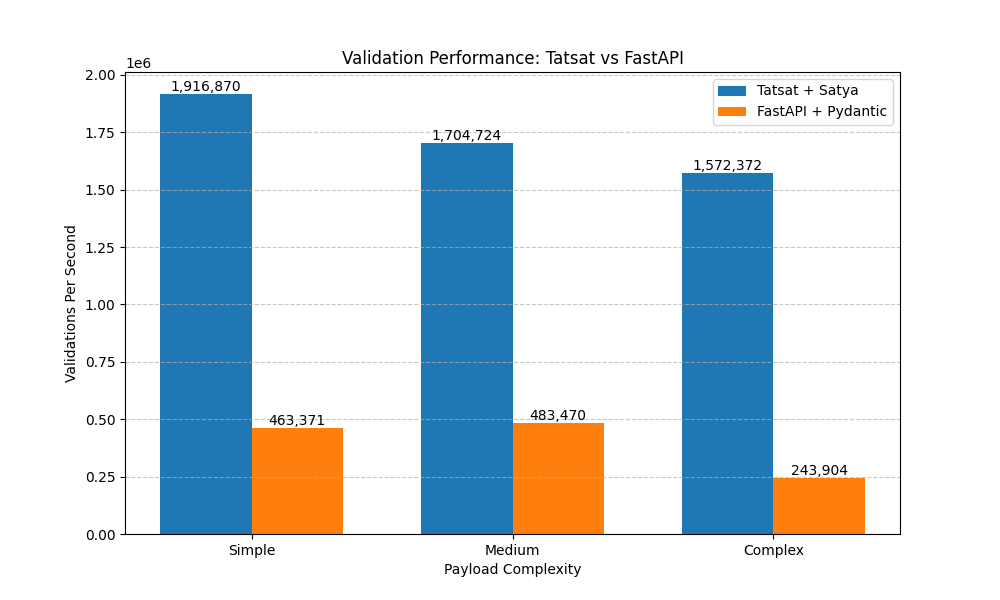 Validation Performance: Tatsat vs FastAPI
1e6
2.00
1.75
1.50
1.25
1.00
0.75
0.50
0.25
0.00
Validations Per Second
1,916,870
463,371
1,704,724
483,470
1,572,372
243,904
Tatsat + Satya
FastAPI + Pydantic
Simple
Medium
Complex
Payload Complexity